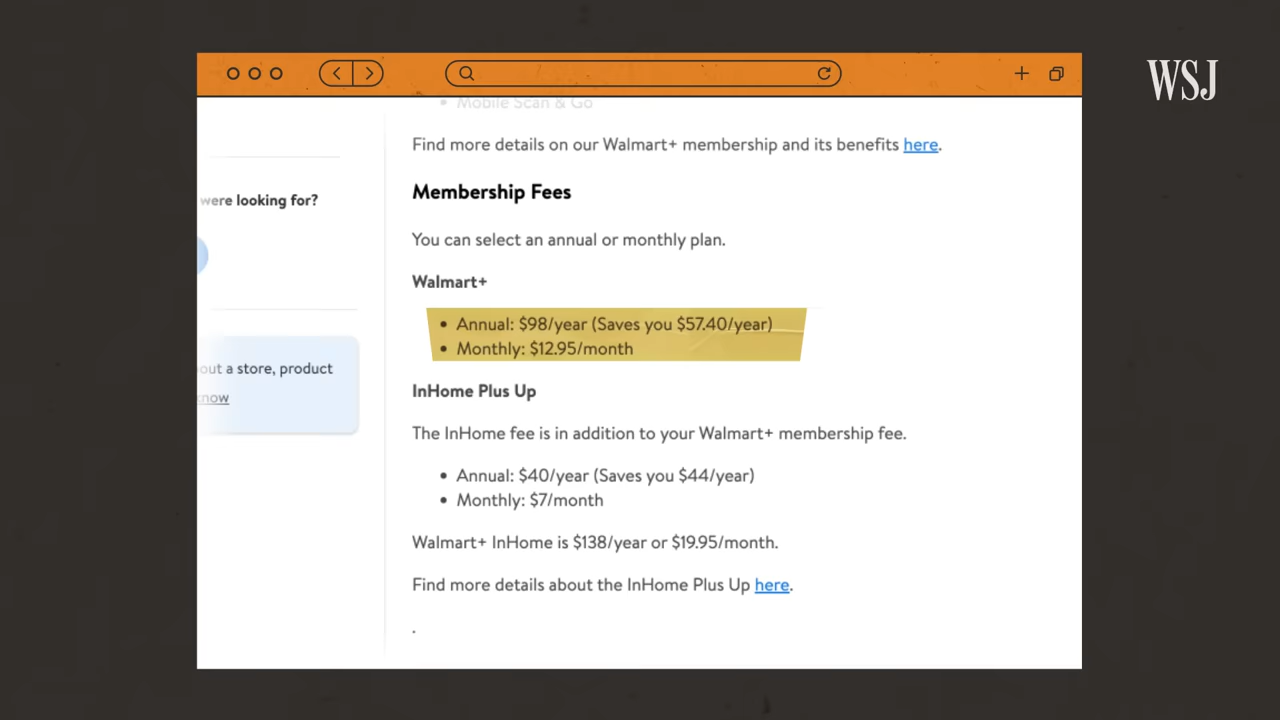 WSJ
Mobile Scan & Go
Find more details on our Walmart+ membership and its benefits here.
were looking for?
Membership Fees
You can select an annual or monthly plan.
Walmart+
• Annual: $98/year (Saves you $57.40/year)
• Monthly: $12.95/month
out a store, product
know
InHome Plus Up
The InHome fee is in addition to your Walmart+ membership fee.
• Annual: $40/year (Saves you $44/year)
• Monthly: $7/month
Walmart+ InHome is $138/year or $19.95/month.
Find more details about the InHome Plus Up here.
.